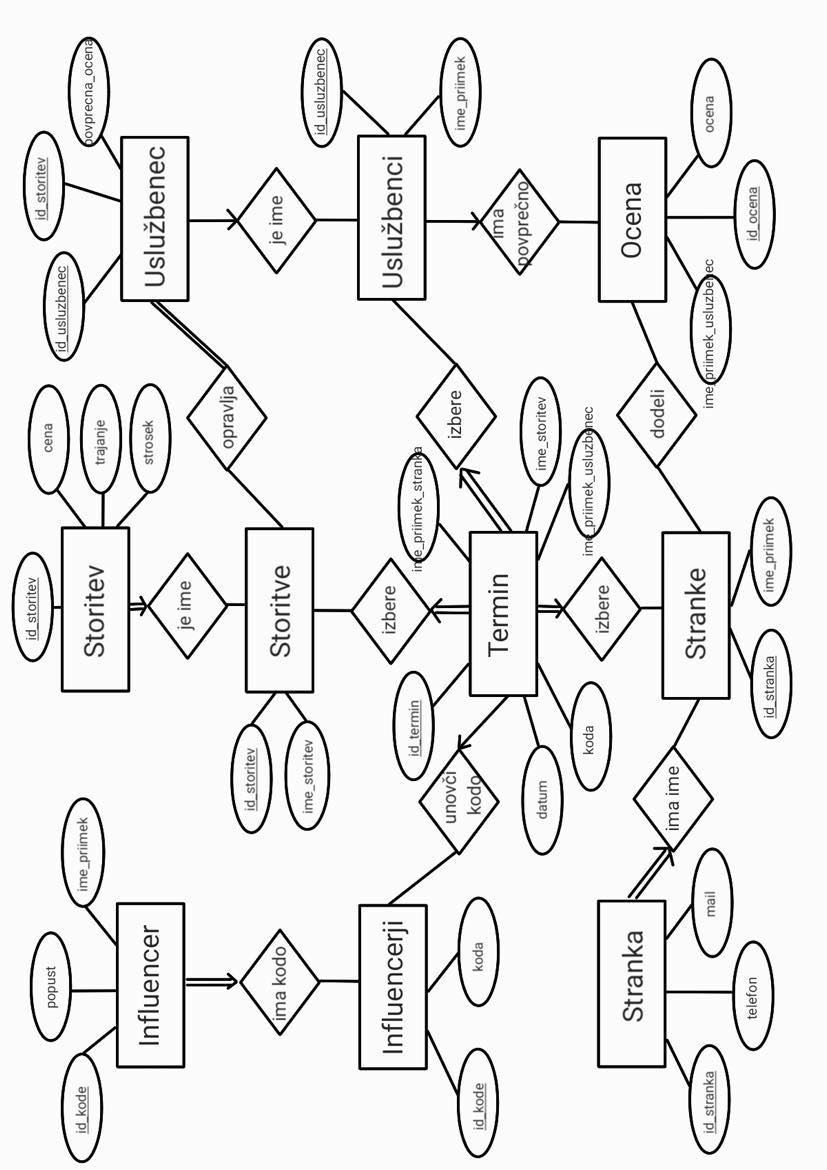 id_storitev
popust
id_kode
ime_priimek
Influencer
Storitev
cena
trajanje
strosek
id_usluzbenec
id_storitev
povprecna_ocena
Uslužbenec
je ime
opravlja
ima kodo
id_storitev
ime_storitev
Storitve
je ime
id_usluzbenec
Influencerji
id_kode
koda
unovči
kodo
izbere
id_termin
ime_priimek_stranka
izbere
Uslužbenci
ime_priimek
Termin
datum
koda
ime_storitev
ime_priimek_usluzbenec
izbere
ima
povprečno
Stranka
id_stranka
telefon
mail
ima ime
Stranke
id_stranka
ime_priimek
dodeli
Ocena
ime_priimek_usluzbenec
id_ocena
ocena